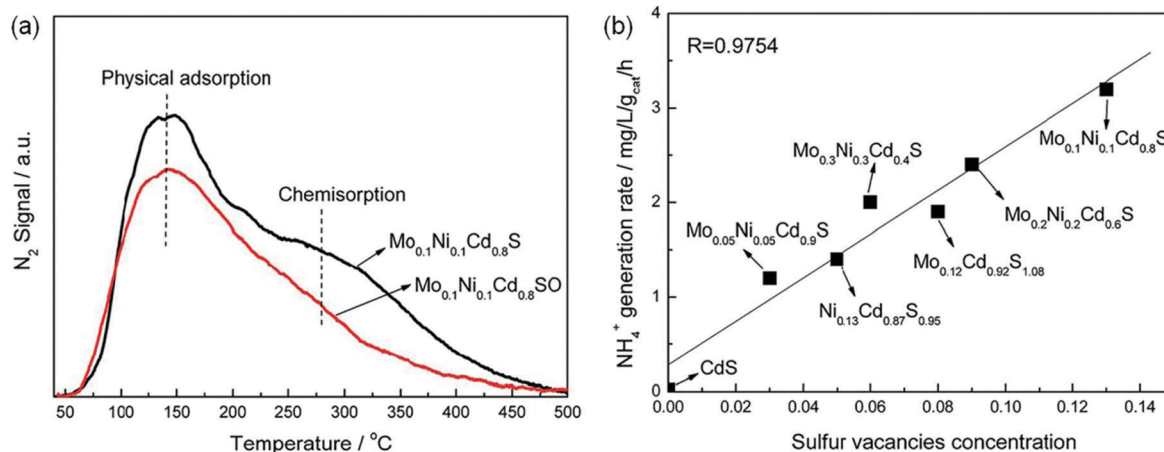 (a)
N₂ Signal / a.u.
Physical adsorption
Chemisorption
Mo₀.₁Ni₀.₁Cd₀.₈S
Mo₀.₁Ni₀.₁Cd₀.₈SO
50 100 150 200 250 300 350 400 450 500
Temperature / °C
(b)
NH₄⁺ generation rate / mg/L/g_cat/h
R=0.9754
4
3
2
1
0
Mo₀.₁Ni₀.₁Cd₀.₈S
Mo₀.₃Ni₀.₃Cd₀.₄S
Mo₀.₂Ni₀.₂Cd₀.₆S
Mo₀.₀₅Ni₀.₀₅Cd₀.₉S
Mo₀.₁₂Cd₀.₉₂S₁.₀₈
Ni₀.₁₃Cd₀.₈₇S₀.₉₅
CdS
0.00 0.02 0.04 0.06 0.08 0.10 0.12 0.14
Sulfur vacancies concentration